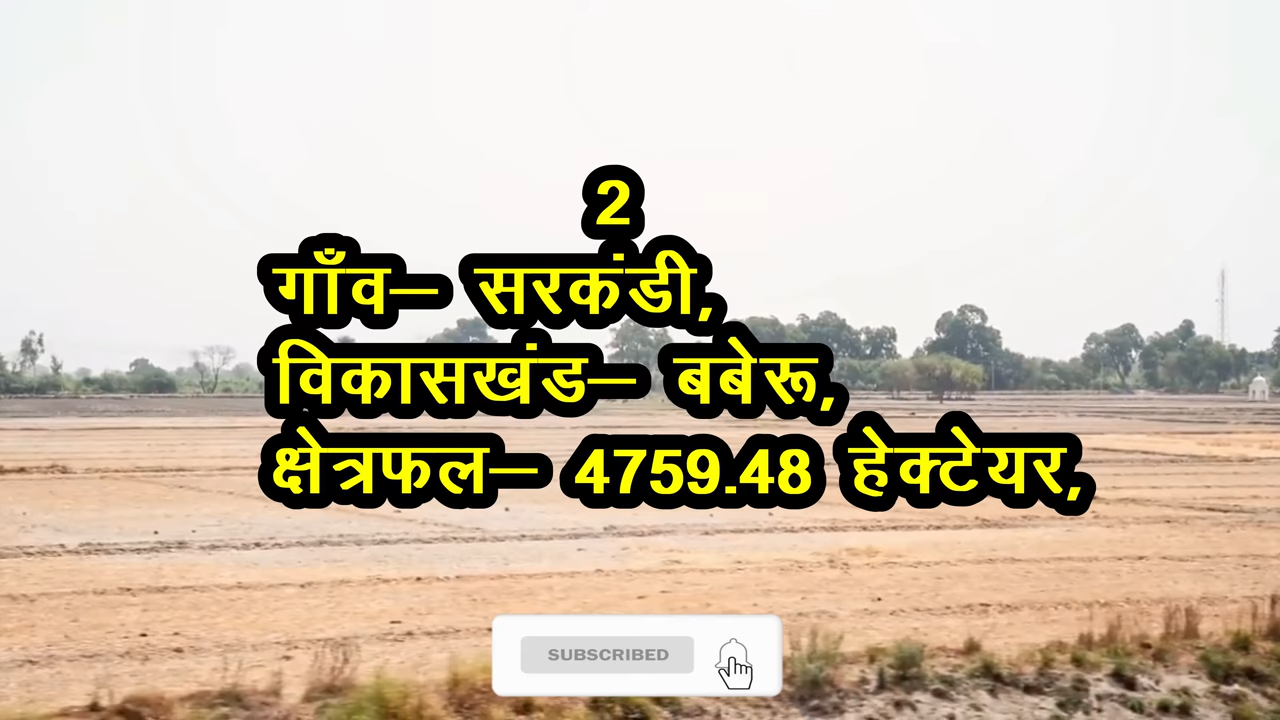 2
गाँव– सरकंडी,
विकासखंड– बबेरू,
क्षेत्रफल– 4759.48 हेक्टेयर,
SUBSCRIBED